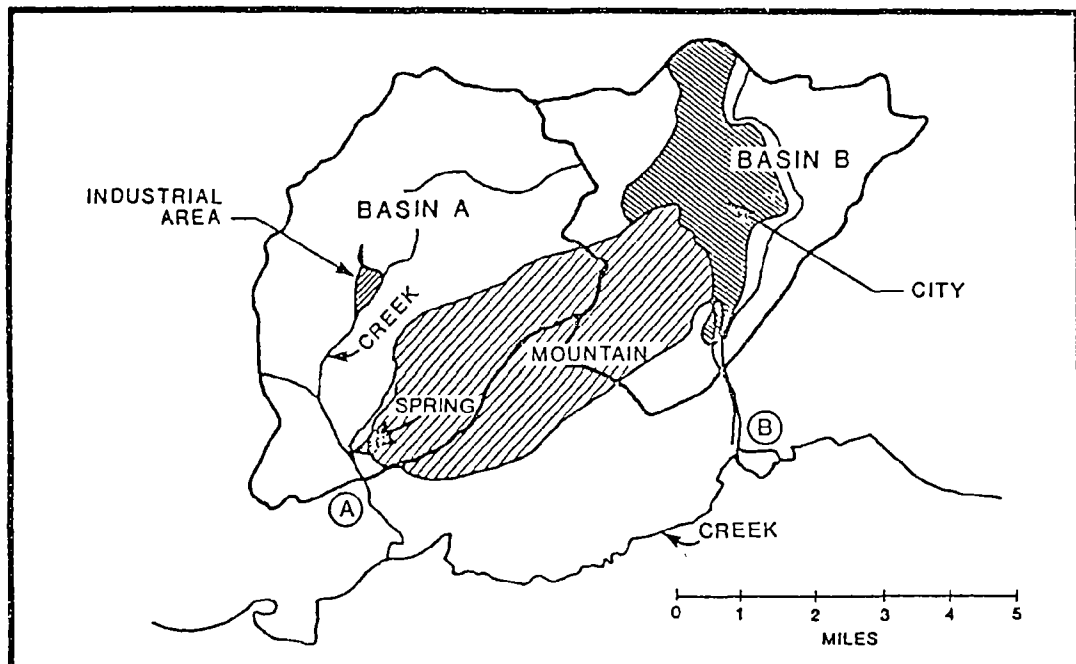 BASIN B
INDUSTRIAL
AREA
BASIN A
CITY
CREEK
MOUNTAIN
SPRING
B
A
CREEK
0 1 2 3 4 5
MILES